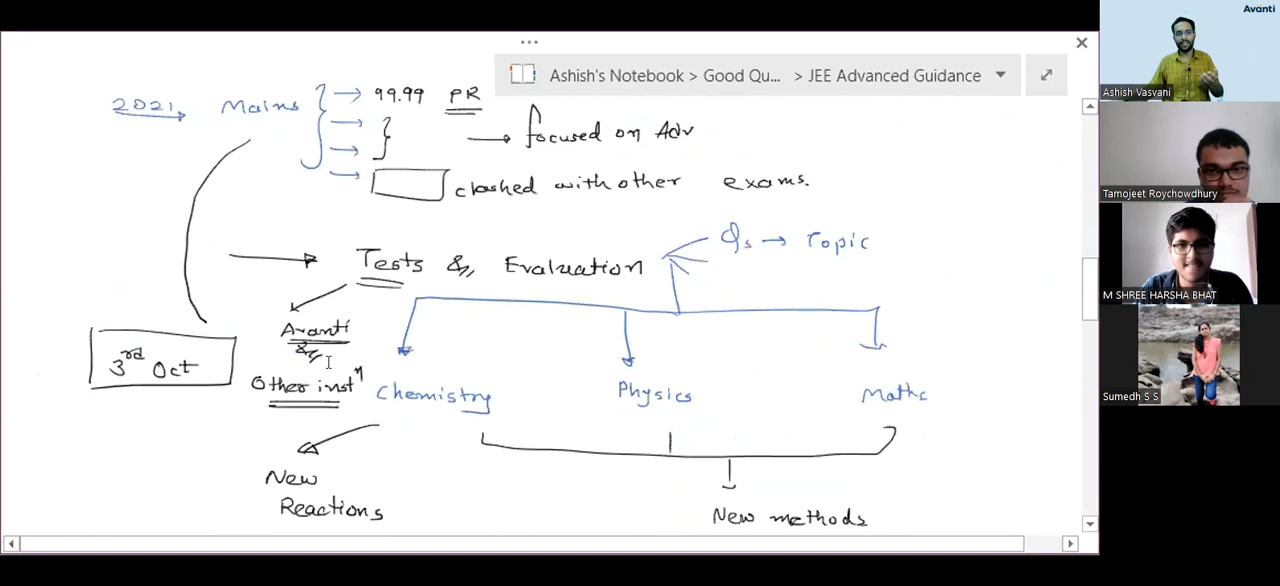 Avanti
...
Ashish's Notebook > Good Qu... > JEE Advanced Guidance
2021 Mains
99.99 PR
focused on Adv
clashed with other exams.
Qs → Topic
Tests & Evaluation
Avanti
&
Other instⁿ
3rd Oct
Chemistry
Physics
Maths
New
Reactions
New methods
Ashish Vasvani
Tamojeet Roychowdhury
M SHREE HARSHA BHAT
Sumedh S S